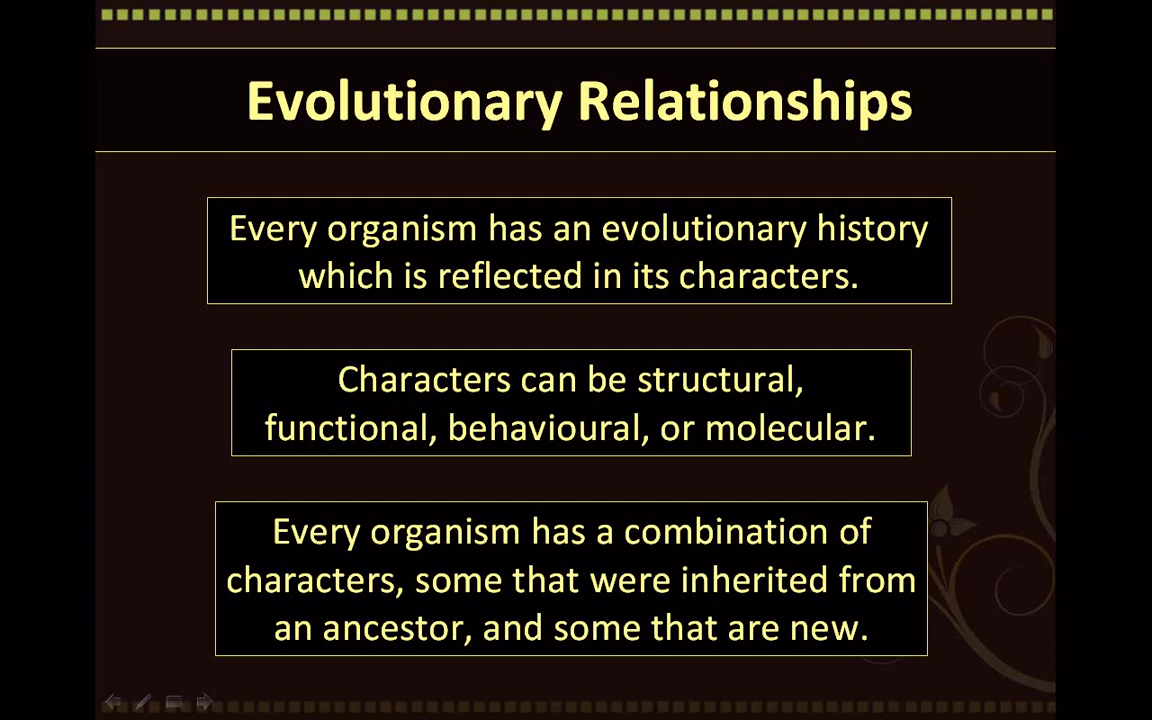 Evolutionary Relationships
Every organism has an evolutionary history
which is reflected in its characters.
Characters can be structural,
functional, behavioural, or molecular.
Every organism has a combination of
characters, some that were inherited from
an ancestor, and some that are new.